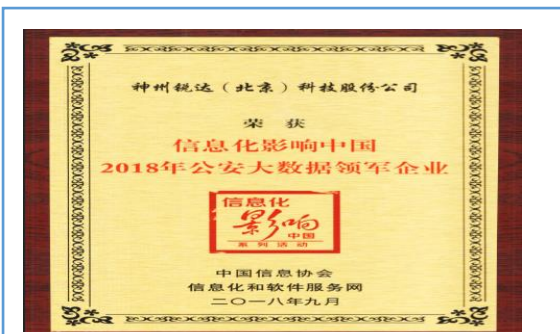 神州锐达（北京）科技股份公司
荣 获
信息化影响中国
2018年公安大数据领军企业
信息化
影响
中国
系列活动
中国信息协会
信息化和软件服务网
二〇一八年九月